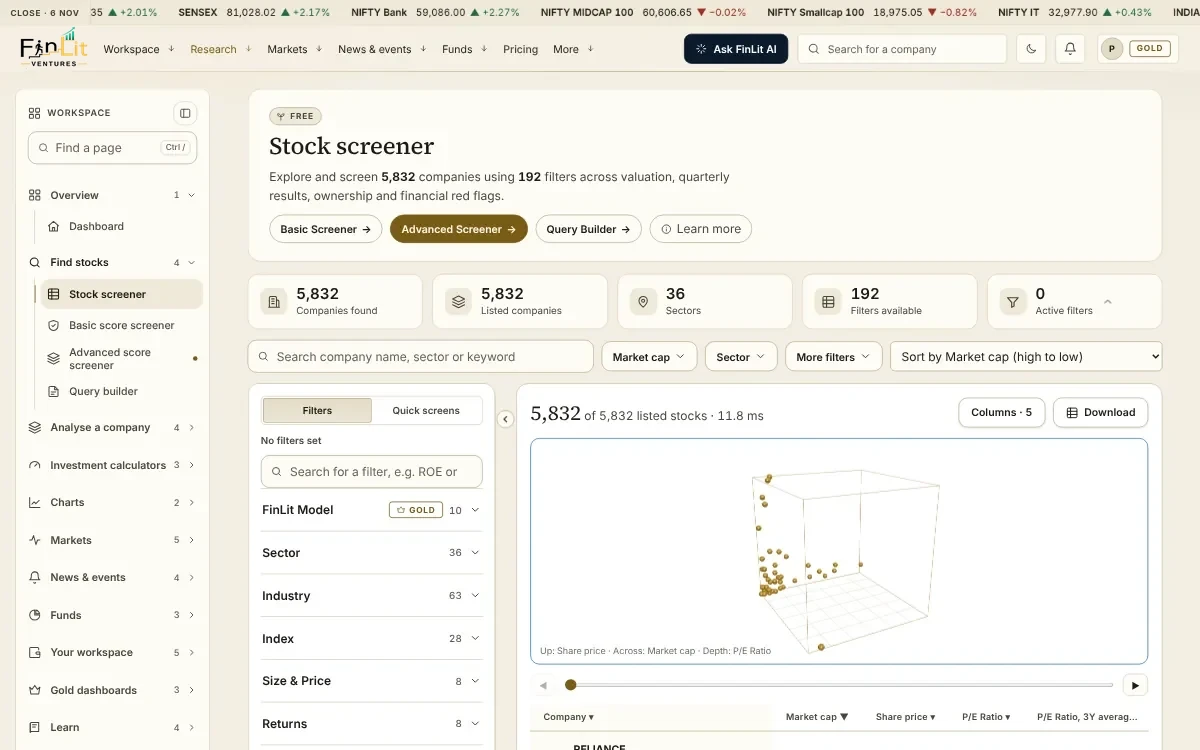 CLOSE · 6 NOV 35 ▲ +2.01% SENSEX 81,028.02 ▲ +2.17% NIFTY Bank 59,086.00 ▲ +2.27% NIFTY MIDCAP 100 60,606.65 ▼ −0.02% NIFTY Smallcap 100 18,975.05 ▼ −0.82% NIFTY IT 32,977.90 ▲ +0.43% INDIA
FinLit
VENTURES
Workspace Research Markets News & events Funds Pricing More Ask FinLit AI Search for a company P GOLD
WORKSPACE
Find a page Ctrl /
Overview 1
Dashboard
Find stocks 4
Stock screener
Basic score screener
Advanced score
screener
Query builder
Analyse a company 4
Investment calculators 3
Charts 2
Markets 5
News & events 4
Funds 3
Your workspace 5
Gold dashboards 3
Learn 4
FREE
Stock screener
Explore and screen 5,832 companies using 192 filters across valuation, quarterly
results, ownership and financial red flags.
Basic Screener → Advanced Screener → Query Builder → Learn more
5,832
Companies found
5,832
Listed companies
36
Sectors
192
Filters available
0
Active filters
Search company name, sector or keyword Market cap Sector More filters Sort by Market cap (high to low)
Filters Quick screens
No filters set
Search for a filter, e.g. ROE or
FinLit Model GOLD 10
Sector 36
Industry 63
Index 28
Size & Price 8
Returns 8
5,832 of 5,832 listed stocks · 11.8 ms Columns · 5 Download
Up: Share price · Across: Market cap · Depth: P/E Ratio
Company ▾ Market cap ▼ Share price ▾ P/E Ratio ▾ P/E Ratio, 3Y averag...
RELIANCE